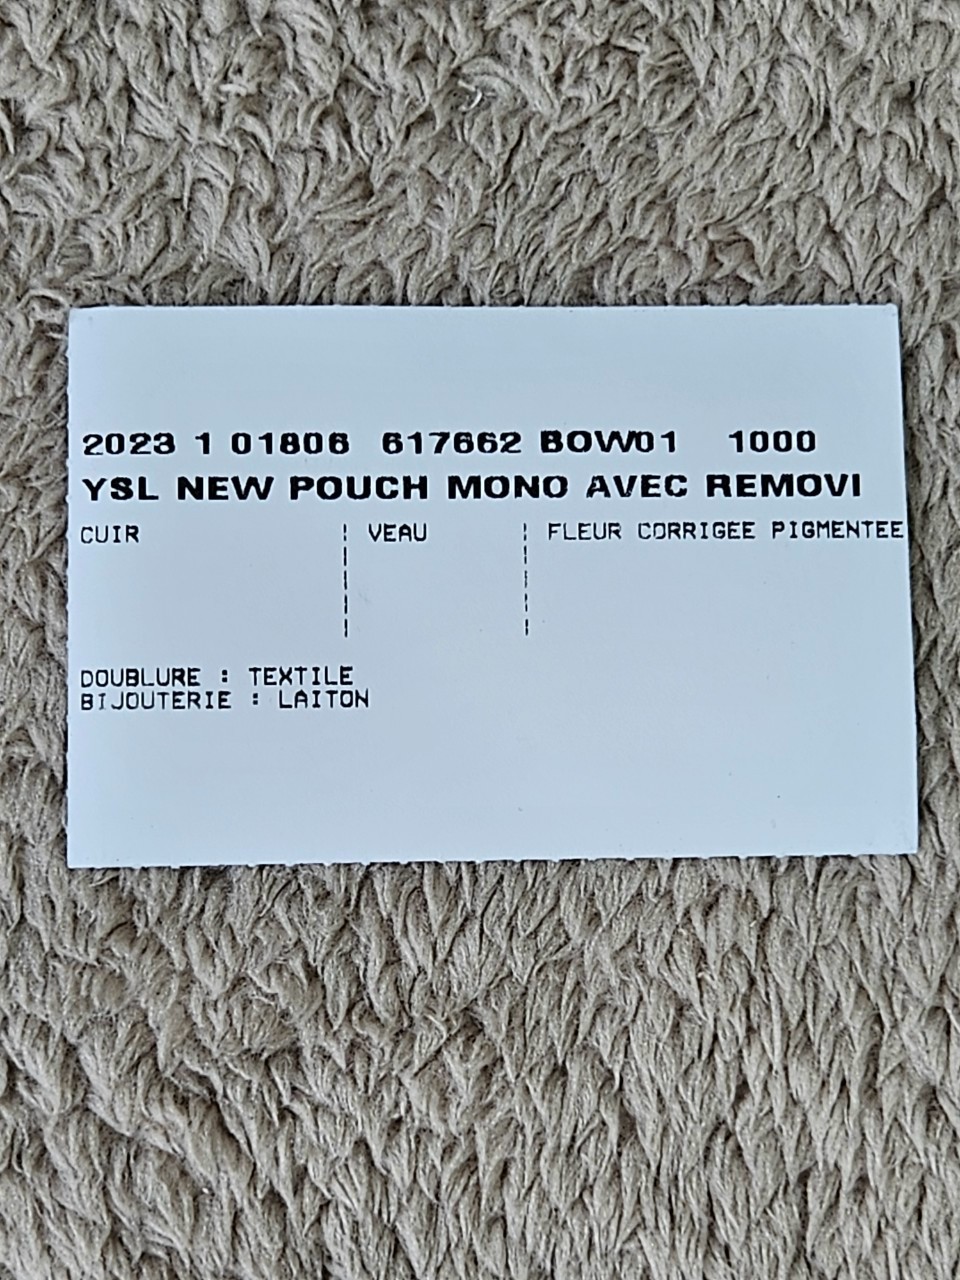 2023 1 01806 617662 BOW01 1000
YSL NEW POUCH MONO AVEC REMOVI
CUIR ¦ VEAU ¦ FLEUR CORRIGEE PIGMENTEE
DOUBLURE : TEXTILE
BIJOUTERIE : LAITON